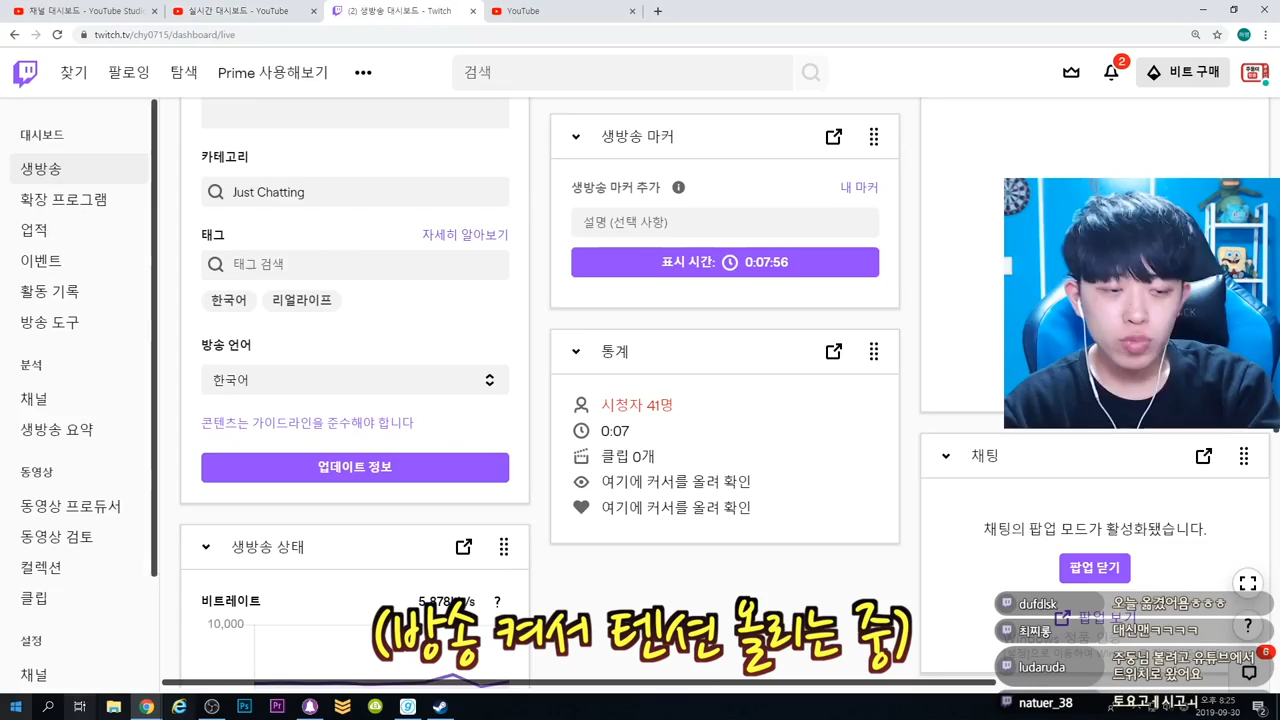 채널 대시보드 - YouTube Studio
실시간 대시보드 - YouTube
(2) 생방송 대시보드 - Twitch
YouTube
twitch.tv/chy0715/dashboard/live
찾기 팔로잉 탐색 Prime 사용해보기 •••
검색
2
비트 구매
대시보드
생방송
확장 프로그램
업적
이벤트
활동 기록
방송 도구
분석
채널
생방송 요약
동영상
동영상 프로듀서
동영상 검토
컬렉션
클립
설정
채널
카테고리
Just Chatting
태그 자세히 알아보기
태그 검색
한국어 리얼라이프
방송 언어
한국어
콘텐츠는 가이드라인을 준수해야 합니다
업데이트 정보
생방송 상태
비트레이트
?
10,000
생방송 마커
생방송 마커 추가 내 마커
설명 (선택 사항)
표시 시간: 0:07:56
통계
시청자 41명
0:07
클립 0개
여기에 커서를 올려 확인
여기에 커서를 올려 확인
채팅
채팅의 팝업 모드가 활성화됐습니다.
팝업 닫기
팝업 보기
dufdlsk 오늘 옮겼어욤ㅎㅎㅎ
최찌롱 대신맨ㅋㅋㅋㅋ
ludaruda 주둥님 볼려고 유튜브에서
트위치로 왔어요
natuer_38 토요고네시고시
?
6
(방송 켜서 텐션 올리는 중)
오후 8:25
2019-09-30
2